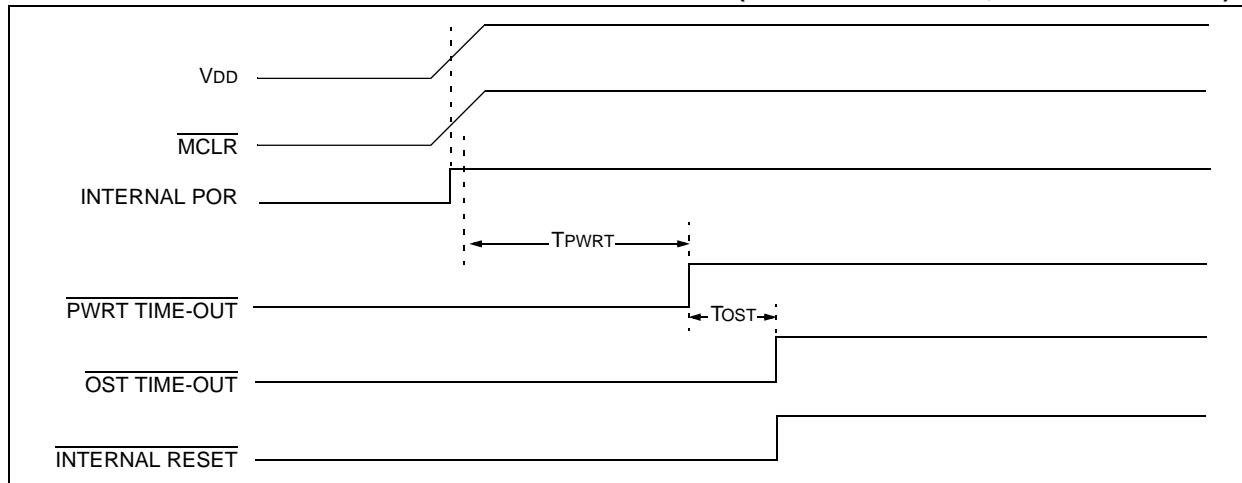 VDD
MCLR
INTERNAL POR
TPWRT
PWRT TIME-OUT
TOST
OST TIME-OUT
INTERNAL RESET